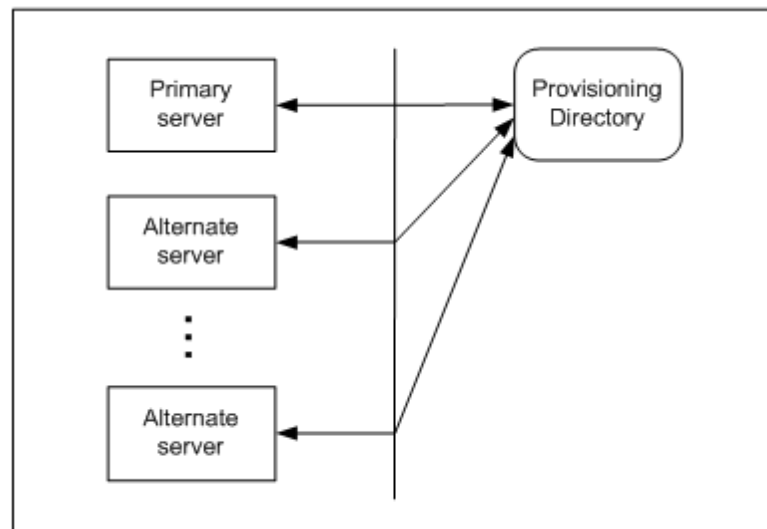 Primary
server
Provisioning
Directory
Alternate
server
Alternate
server